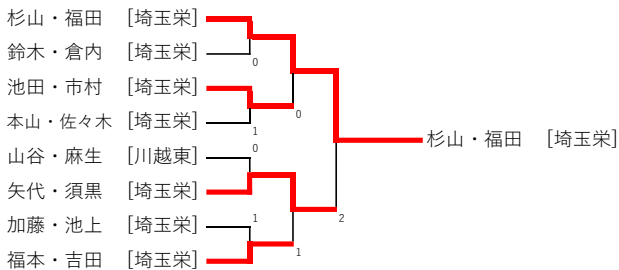 杉山・福田 [埼玉栄]
鈴木・倉内 [埼玉栄]
0
池田・市村 [埼玉栄]
0
本山・佐々木 [埼玉栄]
1
杉山・福田 [埼玉栄]
0
山谷・麻生 [川越東]
矢代・須黒 [埼玉栄]
2
1
加藤・池上 [埼玉栄]
1
福本・吉田 [埼玉栄]